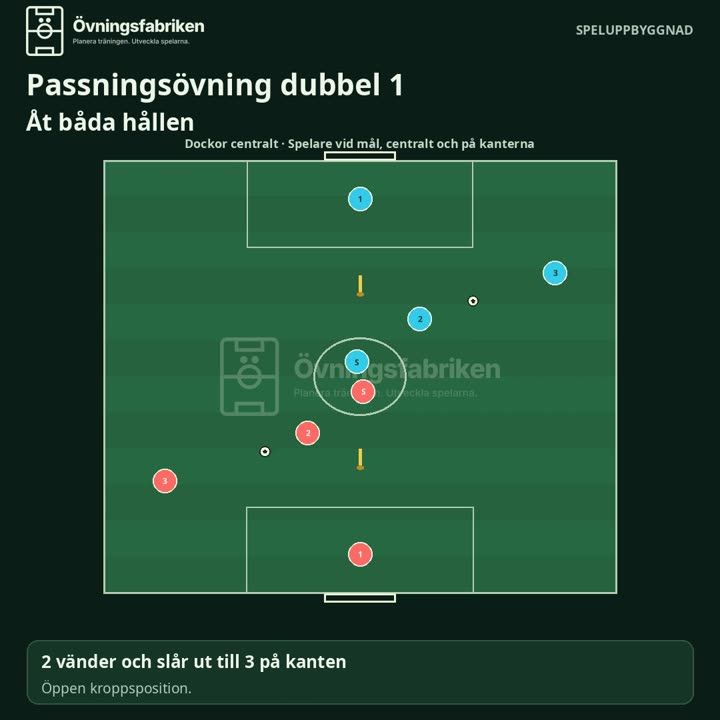 Övningsfabriken
Planera träningen. Utveckla spelarna.
SPELUPPBYGGNAD
Passningsövning dubbel 1
Åt båda hållen
Dockor centralt · Spelare vid mål, centralt och på kanterna
1
3
2
S
Övningsfabriken
S
Planera träningen. Utveckla spelarna.
2
3
1
2 vänder och slår ut till 3 på kanten
Öppen kroppsposition.